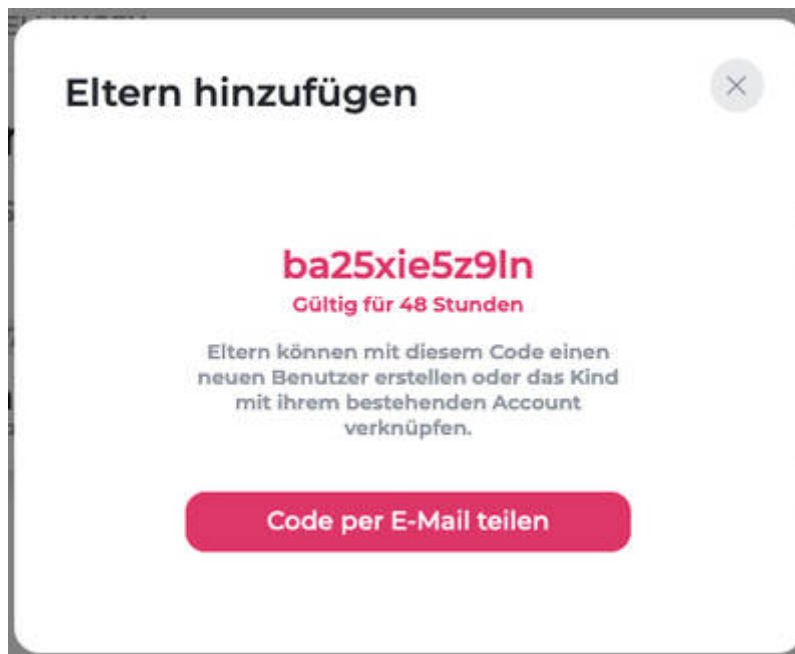 Eltern hinzufügen
ba25xie5z9ln
Gültig für 48 Stunden
Eltern können mit diesem Code einen
neuen Benutzer erstellen oder das Kind
mit ihrem bestehenden Account
verknüpfen.
Code per E-Mail teilen